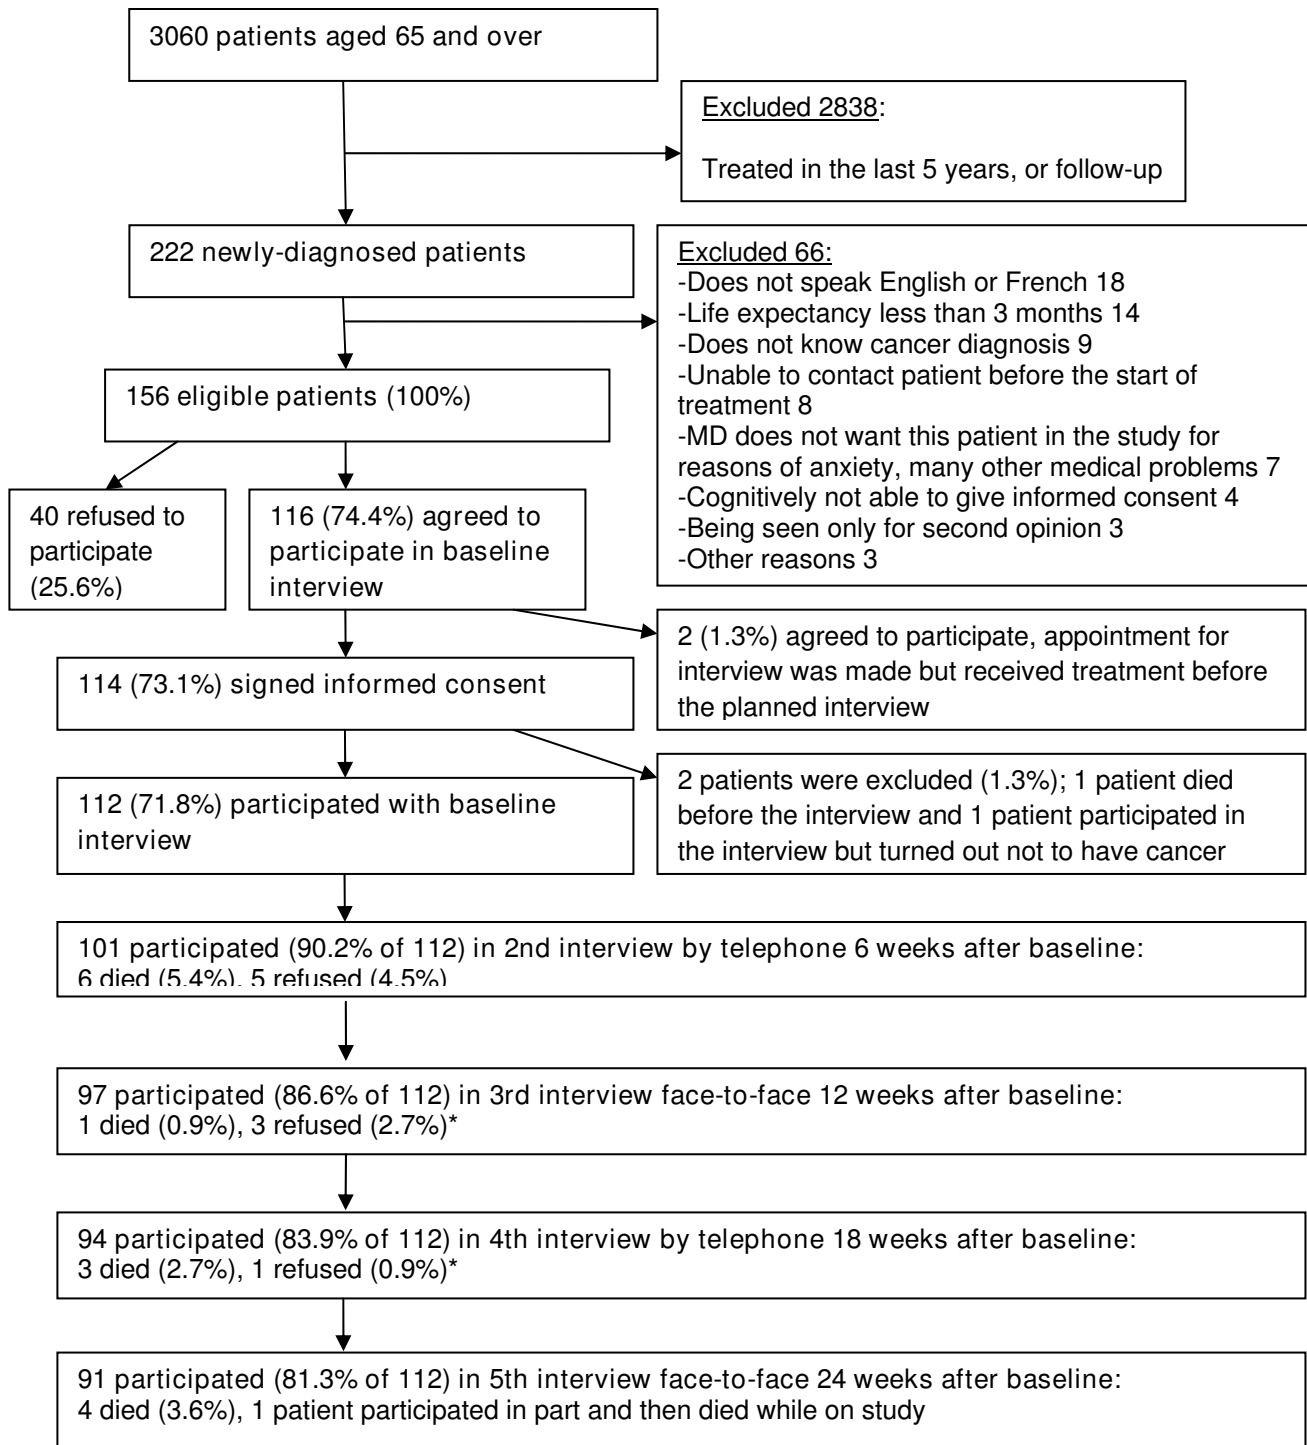 3060 patients aged 65 and over
Excluded 2838:
Treated in the last 5 years, or follow-up
222 newly-diagnosed patients
Excluded 66:
-Does not speak English or French 18
-Life expectancy less than 3 months 14
-Does not know cancer diagnosis 9
-Unable to contact patient before the start of
treatment 8
-MD does not want this patient in the study for
reasons of anxiety, many other medical problems 7
-Cognitively not able to give informed consent 4
-Being seen only for second opinion 3
-Other reasons 3
156 eligible patients (100%)
40 refused to
participate
(25.6%)
116 (74.4%) agreed to
participate in baseline
interview
2 (1.3%) agreed to participate, appointment for
interview was made but received treatment before
the planned interview
114 (73.1%) signed informed consent
2 patients were excluded (1.3%); 1 patient died
before the interview and 1 patient participated in
the interview but turned out not to have cancer
112 (71.8%) participated with baseline
interview
101 participated (90.2% of 112) in 2nd interview by telephone 6 weeks after baseline:
6 died (5.4%), 5 refused (4.5%)
97 participated (86.6% of 112) in 3rd interview face-to-face 12 weeks after baseline:
1 died (0.9%), 3 refused (2.7%)*
94 participated (83.9% of 112) in 4th interview by telephone 18 weeks after baseline:
3 died (2.7%), 1 refused (0.9%)*
91 participated (81.3% of 112) in 5th interview face-to-face 24 weeks after baseline:
4 died (3.6%), 1 patient participated in part and then died while on study